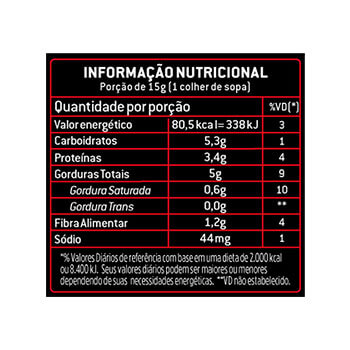 INFORMAÇÃO NUTRICIONAL
Porção de 15g (1 colher de sopa)
Quantidade por porção %VD(*)
Valor energético 80,5kcal=338kJ 3
Carboidratos 5,3g 1
Proteínas 3,4g 4
Gorduras Totais 5g 9
Gordura Saturada 0,6g 10
Gordura Trans 0,0g **
Fibra Alimentar 1,2g 4
Sódio 44mg 1
*% Valores Diários de referência com base em uma dieta de 2.000 kcal
ou 8.400 kJ. Seus valores diários podem ser maiores ou menores
dependendo de suas necessidades energéticas. **VD não estabelecido.